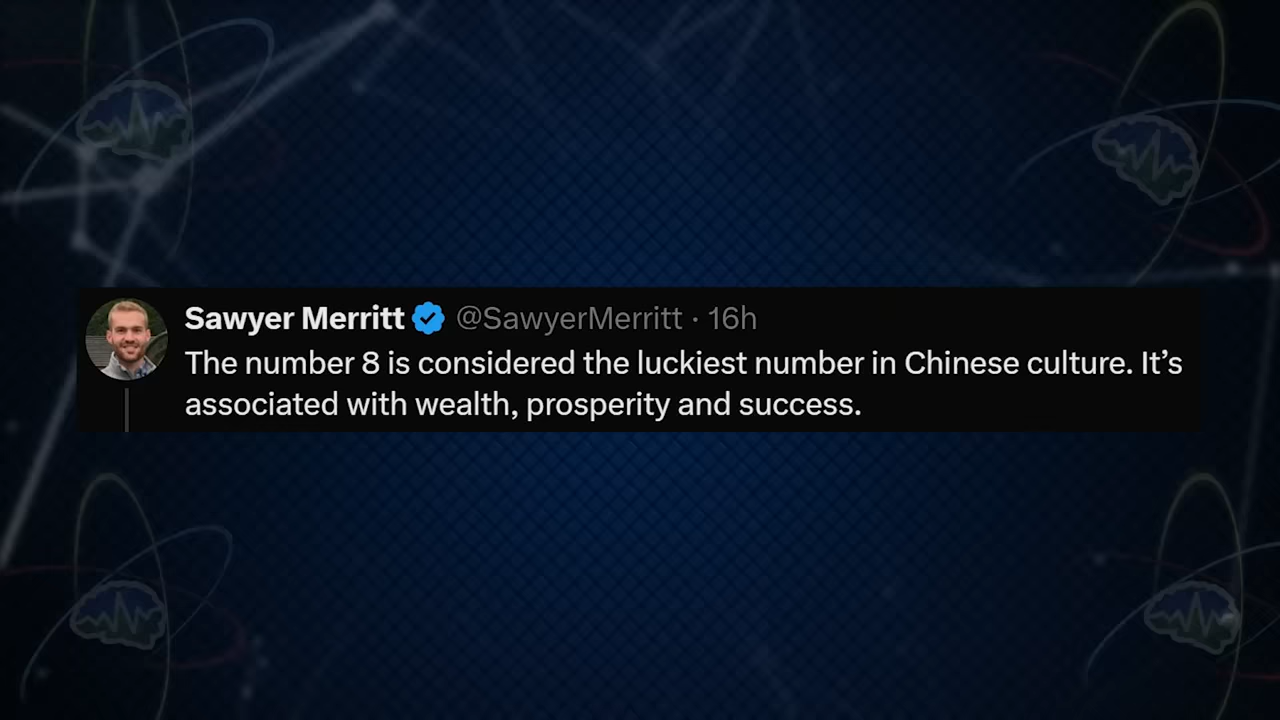 Sawyer Merritt @SawyerMerritt · 16h
The number 8 is considered the luckiest number in Chinese culture. It’s
associated with wealth, prosperity and success.